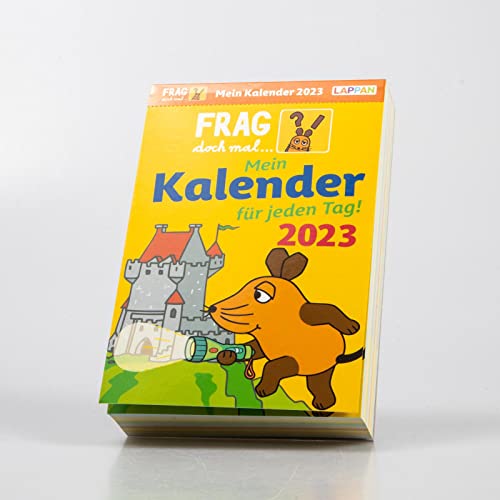 FRAG
doch mal...
Mein Kalender 2023
LAPPAN
FRAG
doch mal...
?!
Mein
Kalender
für jeden Tag!
2023